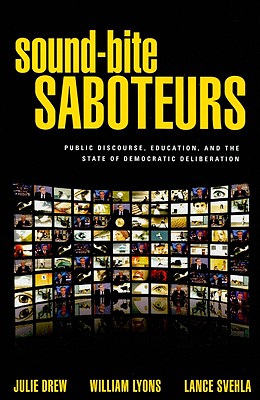 sound-bite
SABOTEURS
PUBLIC DISCOURSE, EDUCATION, AND THE
STATE OF DEMOCRATIC DELIBERATION
JULIE DREW WILLIAM LYONS LANCE SVEHLA